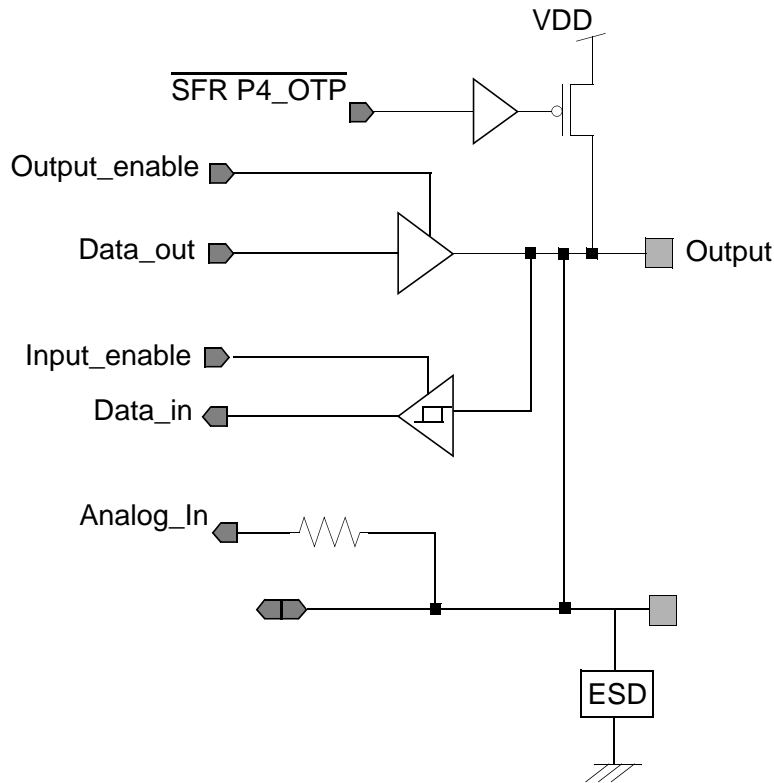 VDD
SFR P4_OTP
Output_enable
Data_out
Output
Input_enable
Data_in
Analog_In
ESD